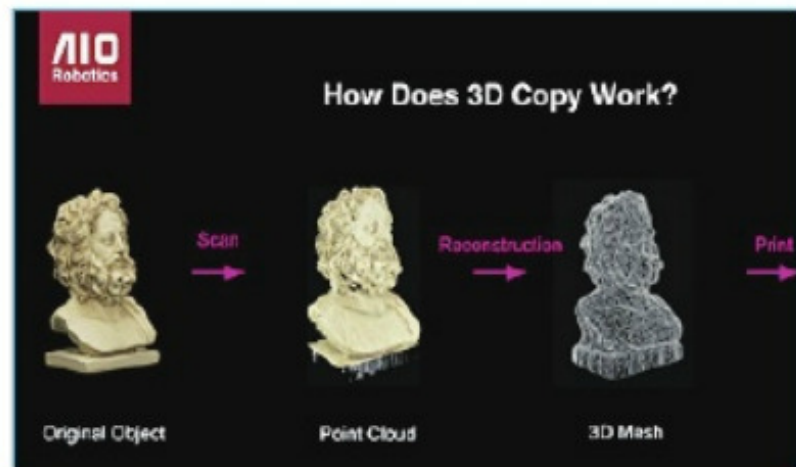 AIO
Robotics
How Does 3D Copy Work?
Scan
Reconstruction
Print
Original Object
Point Cloud
3D Mesh